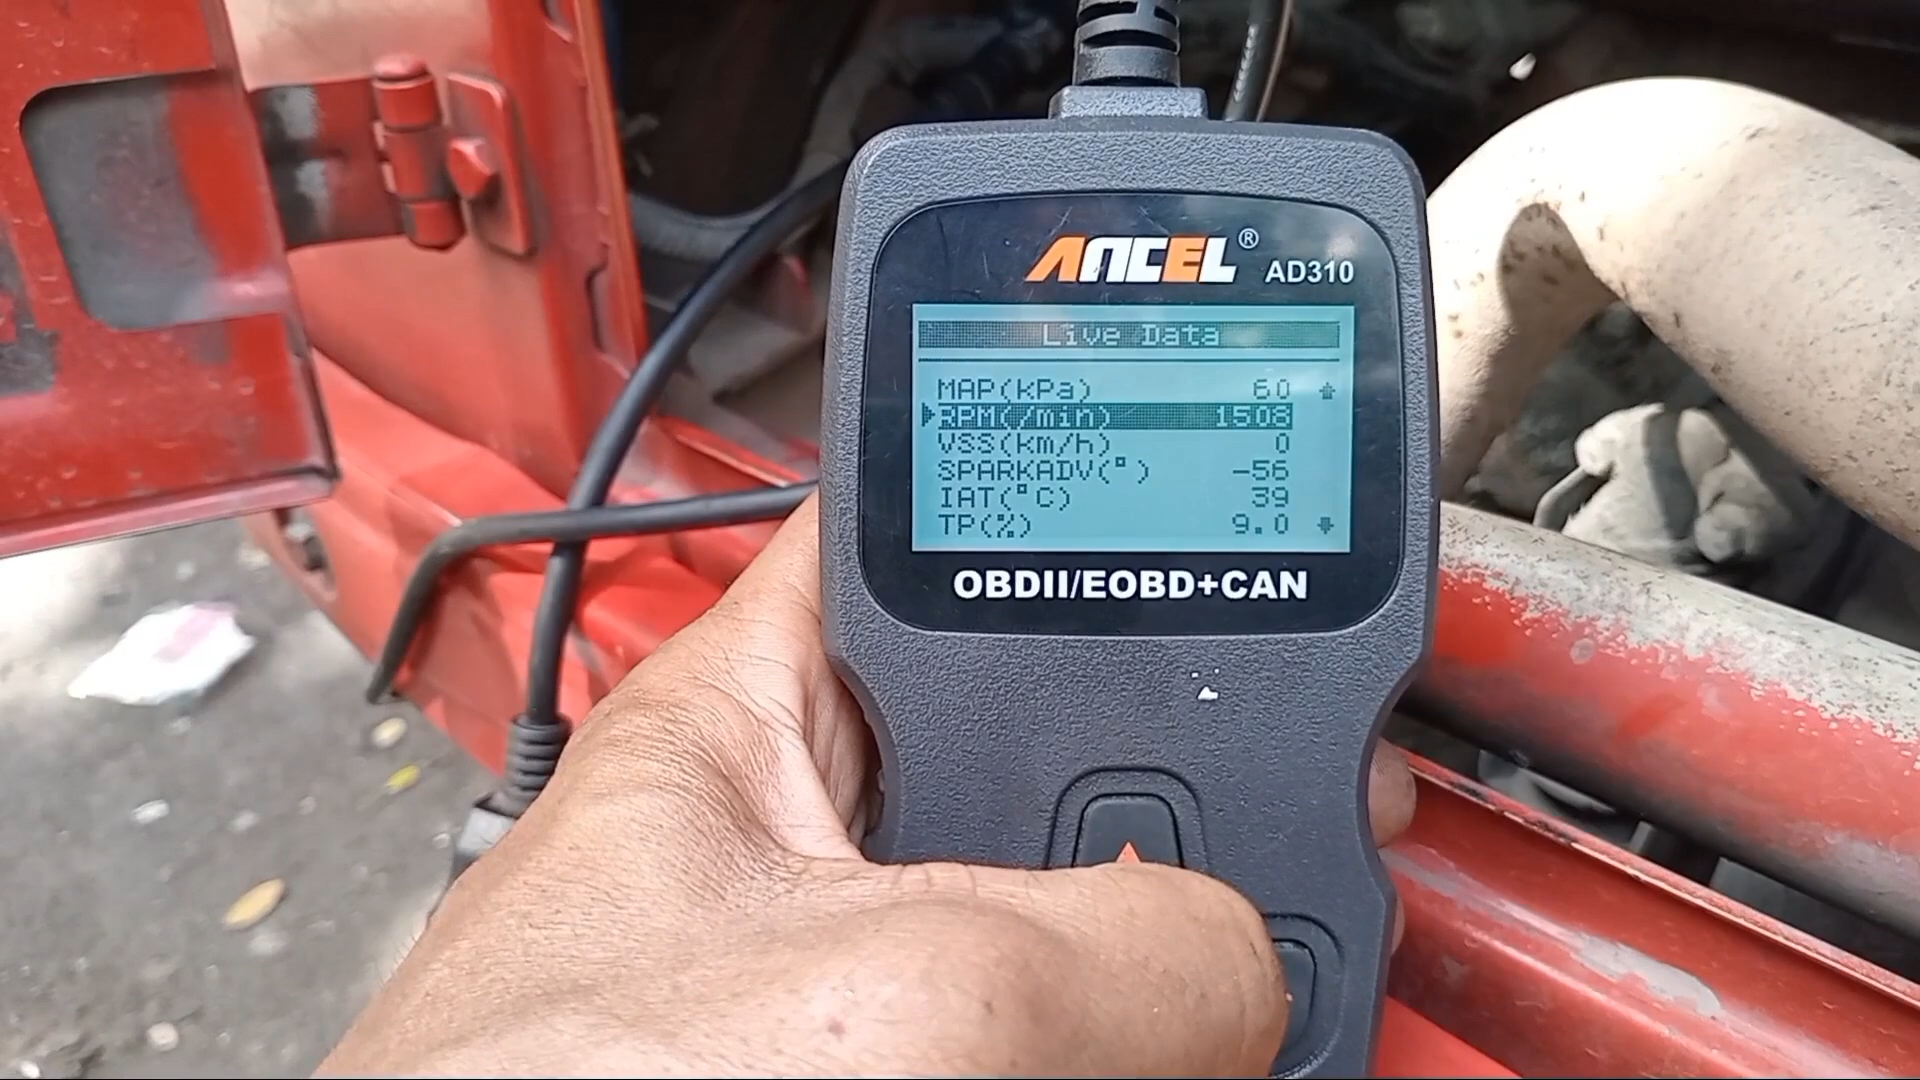 ANCEL® AD310
Live Data
MAP(kPa) 60
RPM(/min) 1503
VSS(km/h) 0
SPARKADV(°) -56
IAT(°C) 39
TP(%) 9.0
OBDII/EOBD+CAN